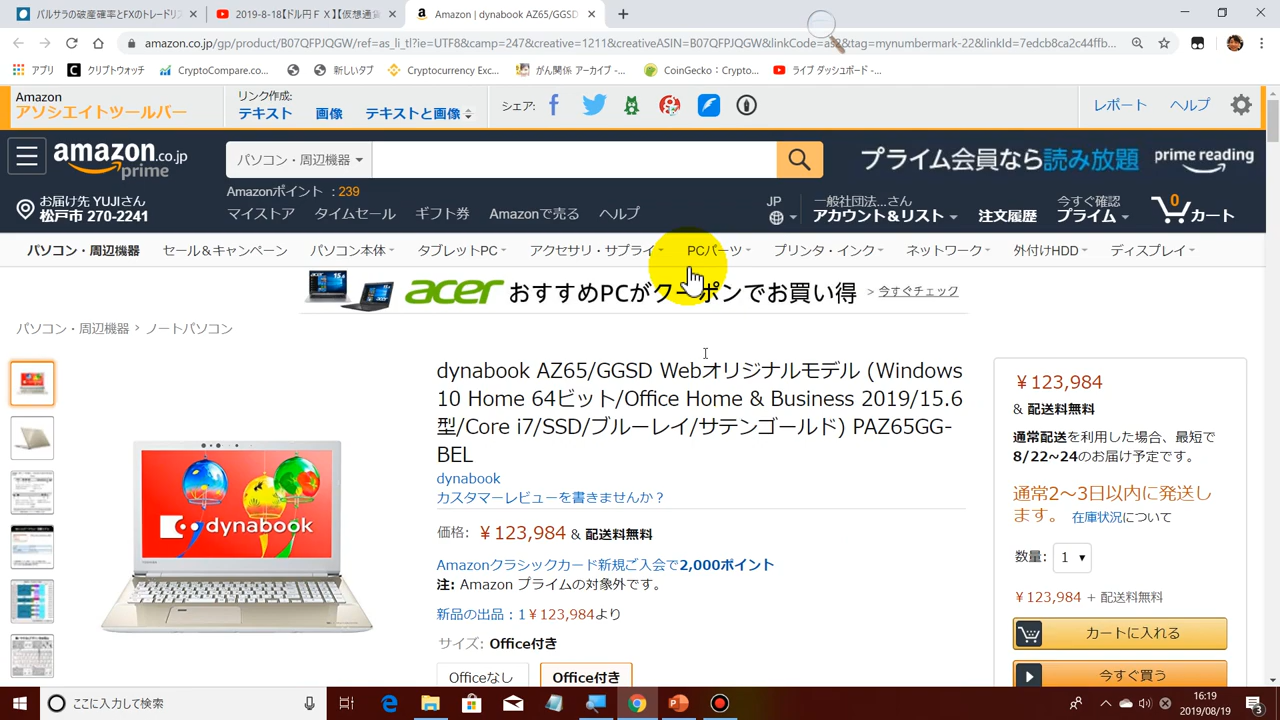 バルサラの破産確率とFXのトレードリス
2019-8-18【ドル円ＦＸ】【仮想通貨
Amazon | dynabook AZ65/GGSD
amazon.co.jp/gp/product/B07QFPJQGW/ref=as_li_tl?ie=UTF8&camp=247&creative=1211&creativeASIN=B07QFPJQGW&linkCode=as2&tag=mynumbermark-22&linkId=7edcb8ca2c44ffb...
アプリ
クリプトウォッチ
CryptoCompare.co...
新しいタブ
Cryptocurrency Exc...
がん関係 アーカイブ -...
CoinGecko：Crypto...
ライブ ダッシュボード -...
Amazon
アソシエイトツールバー
リンク作成:
テキスト 画像 テキストと画像
シェア:
レポート ヘルプ
amazon.co.jp
prime
パソコン・周辺機器
プライム会員なら読み放題 prime reading
Amazonポイント：239
お届け先 YUJIさん
松戸市 270-2241
マイストア タイムセール ギフト券 Amazonで売る ヘルプ
JP
一般社団法...さん
アカウント&リスト
注文履歴
今すぐ確認
プライム
0
カート
パソコン・周辺機器 セール＆キャンペーン パソコン本体 タブレットPC アクセサリ・サプライ PCパーツ プリンタ・インク ネットワーク 外付けHDD ディスプレイ
acer おすすめPCがクーポンでお買い得 > 今すぐチェック
パソコン・周辺機器 › ノートパソコン
dynabook AZ65/GGSD Webオリジナルモデル (Windows
10 Home 64ビット/Office Home & Business 2019/15.6
型/Core i7/SSD/ブルーレイ/サテンゴールド) PAZ65GG-
BEL
dynabook
カスタマーレビューを書きませんか？
価格: ￥123,984 & 配送料無料
Amazonクラシックカード新規ご入会で2,000ポイント
注: Amazon プライムの対象外です。
新品の出品：1￥123,984より
サイズ: Office付き
Officeなし
Office付き
dynabook
￥123,984
& 配送料無料
通常配送を利用した場合、最短で
8/22~24のお届け予定です。
通常2～3日以内に発送し
ます。 在庫状況について
数量: 1
￥123,984 + 配送料無料
カートに入れる
今すぐ買う
ここに入力して検索
16:19
2019/08/19
3